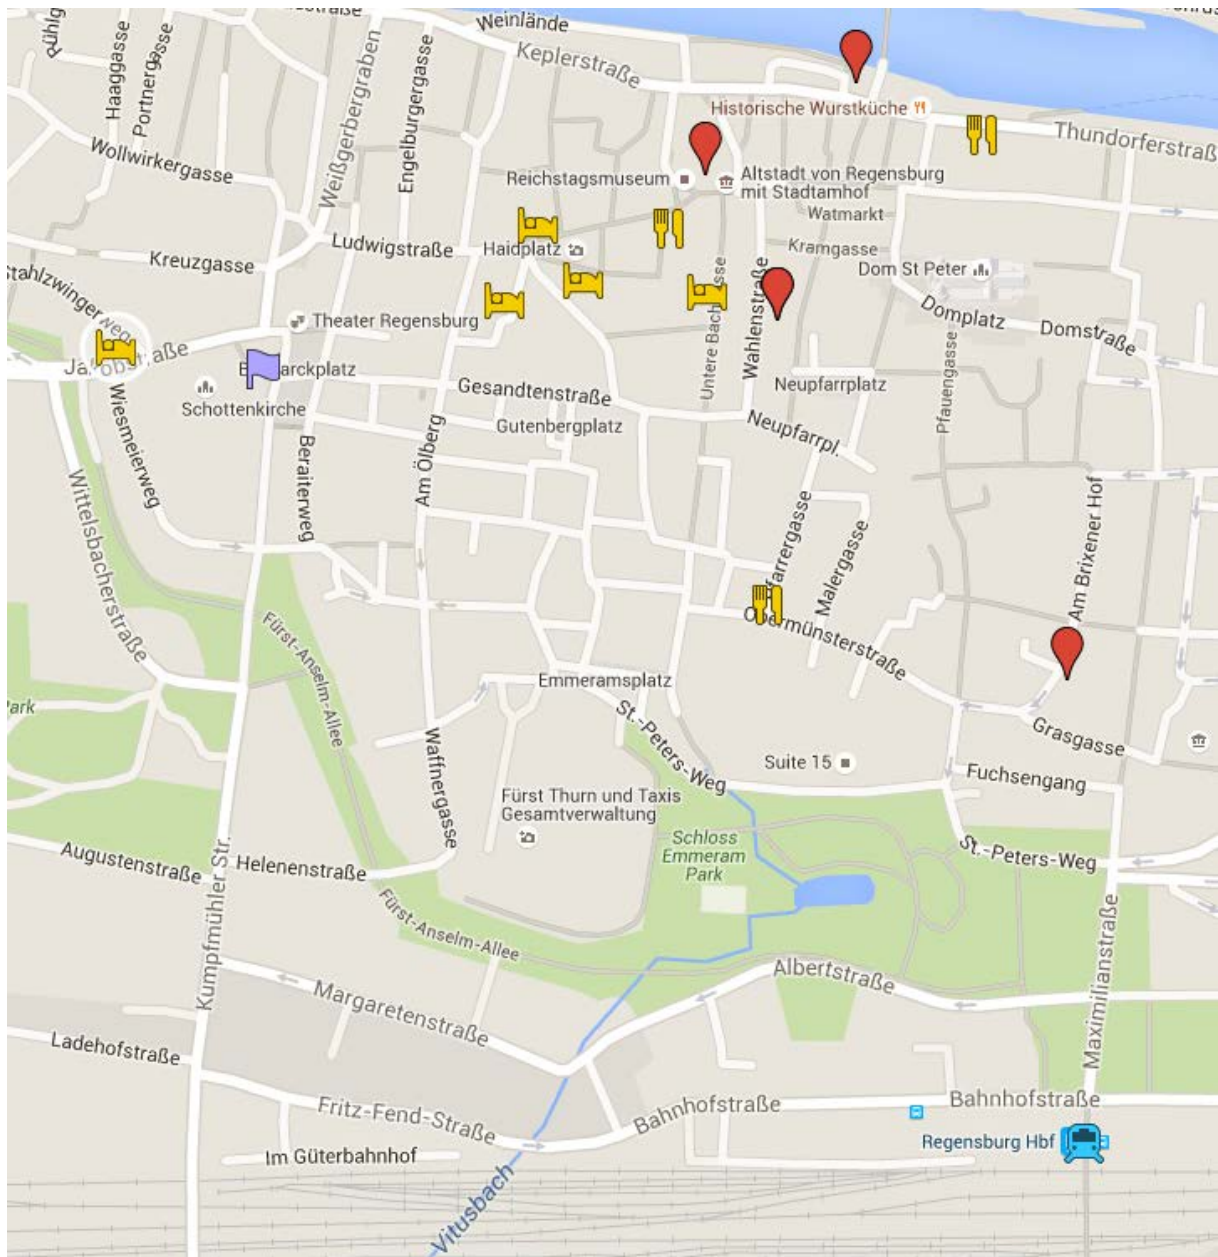 Weinlände
Keplerstraße
Haaggasse
Portnergasse
Weißgerbergraben
Engelburgergasse
Wollwirkergasse
Historische Wurstküche
Thundorferstraß
Reichstagsmuseum
Altstadt von Regensburg
mit Stadtamhof
Watmarkt
Kramgasse
Ludwigstraße
Haidplatz
Kreuzgasse
Dom St Peter
Domplatz
Domstraße
Theater Regensburg
Wahlenstraße
Schottenkirche
Gesandtenstraße
Gutenbergplatz
Neupfarrplatz
Neupfarrpl.
Pfauengasse
Wiesmeierweg
Beraiterweg
Am Ölberg
Wittelsbacherstraße
Malergasse
Am Brixener Hof
Fürst-Anselm-Allee
Emmeramsplatz
ark
St.-Peters-Weg
Grasgasse
Suite 15
Fuchsengang
Waffnergasse
Fürst Thurn und Taxis
Gesamtverwaltung
Schloss
Emmeram
Park
St.-Peters-Weg
Augustenstraße
Helenenstraße
Kumpfmühler Str.
Fürst-Anselm-Allee
Albertstraße
Maximilianstraße
Margaretenstraße
Ladehofstraße
Fritz-Fend-Straße
Bahnhofstraße
Bahnhofstraße
Regensburg Hbf
Im Güterbahnhof
Vitusbach